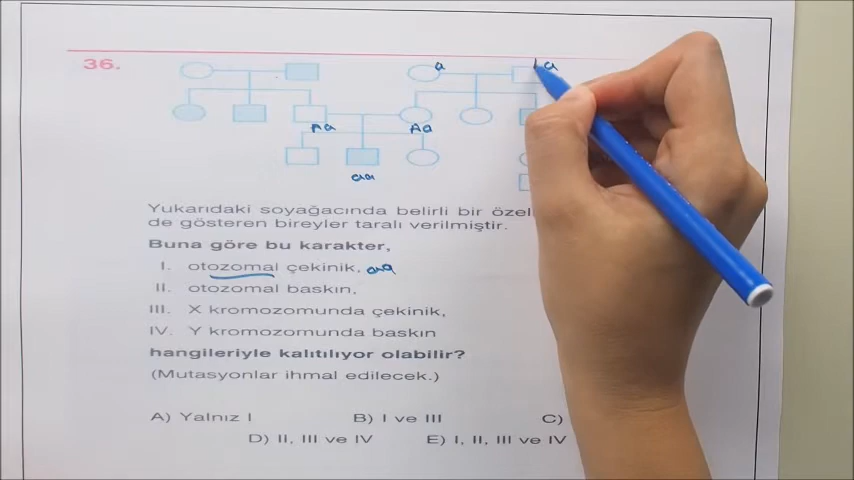 36.
a
a
Aa
Aa
aa
Yukarıdaki soyağacında belirli bir
de gösteren bireyler taralı verilmiştir.
Buna göre bu karakter,
I. otozomal çekinik, aa
II. otozomal baskın,
III. X kromozomunda çekinik,
IV. Y kromozomunda baskın
hangileriyle kalıtılıyor olabilir?
(Mutasyonlar ihmal edilecek.)
A) Yalnız I B) I ve III C)
D) II, III ve IV E) I, II, III ve IV